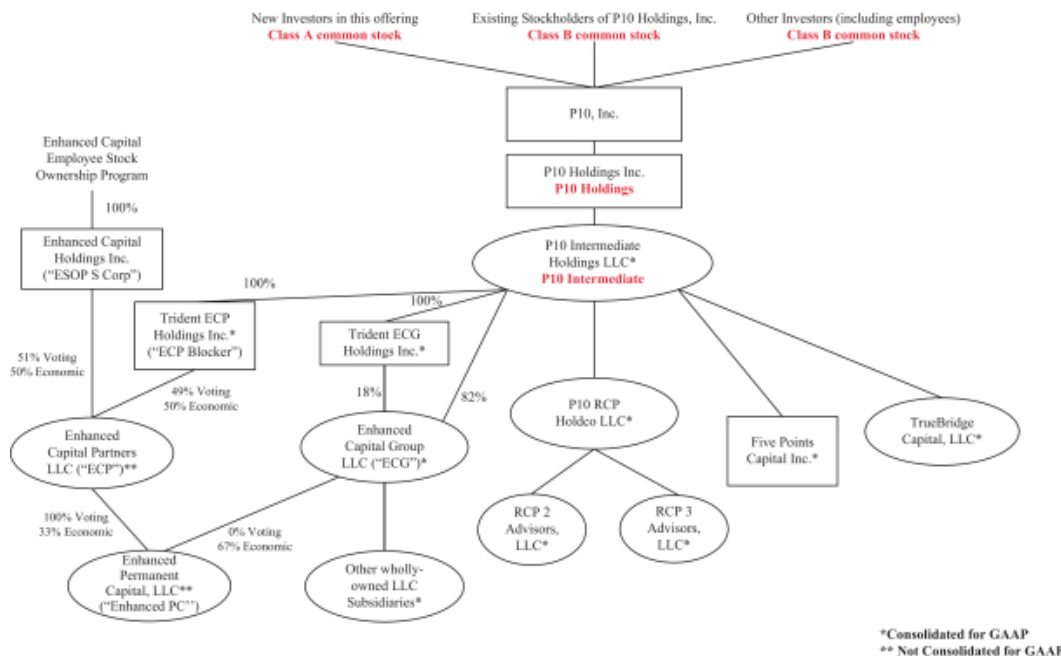 New Investors in this offering
Class A common stock
Existing Stockholders of P10 Holdings, Inc.
Class B common stock
Other Investors (including employees)
Class B common stock
P10, Inc.
Enhanced Capital
Employee Stock
Ownership Program
P10 Holdings Inc.
P10 Holdings
100%
Enhanced Capital
Holdings Inc.
(“ESOP S Corp”)
P10 Intermediate
Holdings LLC*
P10 Intermediate
100%
100%
Trident ECP
Holdings Inc.*
(“ECP Blocker”)
Trident ECG
Holdings Inc.*
51% Voting
50% Economic
49% Voting
50% Economic
18%
82%
Enhanced
Capital Partners
LLC (“ECP”)**
Enhanced
Capital Group
LLC (“ECG”)*
P10 RCP
Holdco LLC*
Five Points
Capital Inc.*
TrueBridge
Capital, LLC*
100% Voting
33% Economic
0% Voting
67% Economic
RCP 2
Advisors,
LLC*
RCP 3
Advisors,
LLC*
Enhanced
Permanent
Capital, LLC**
(“Enhanced PC’’)
Other wholly-
owned LLC
Subsidiaries*
*Consolidated for GAAP
** Not Consolidated for GAAP